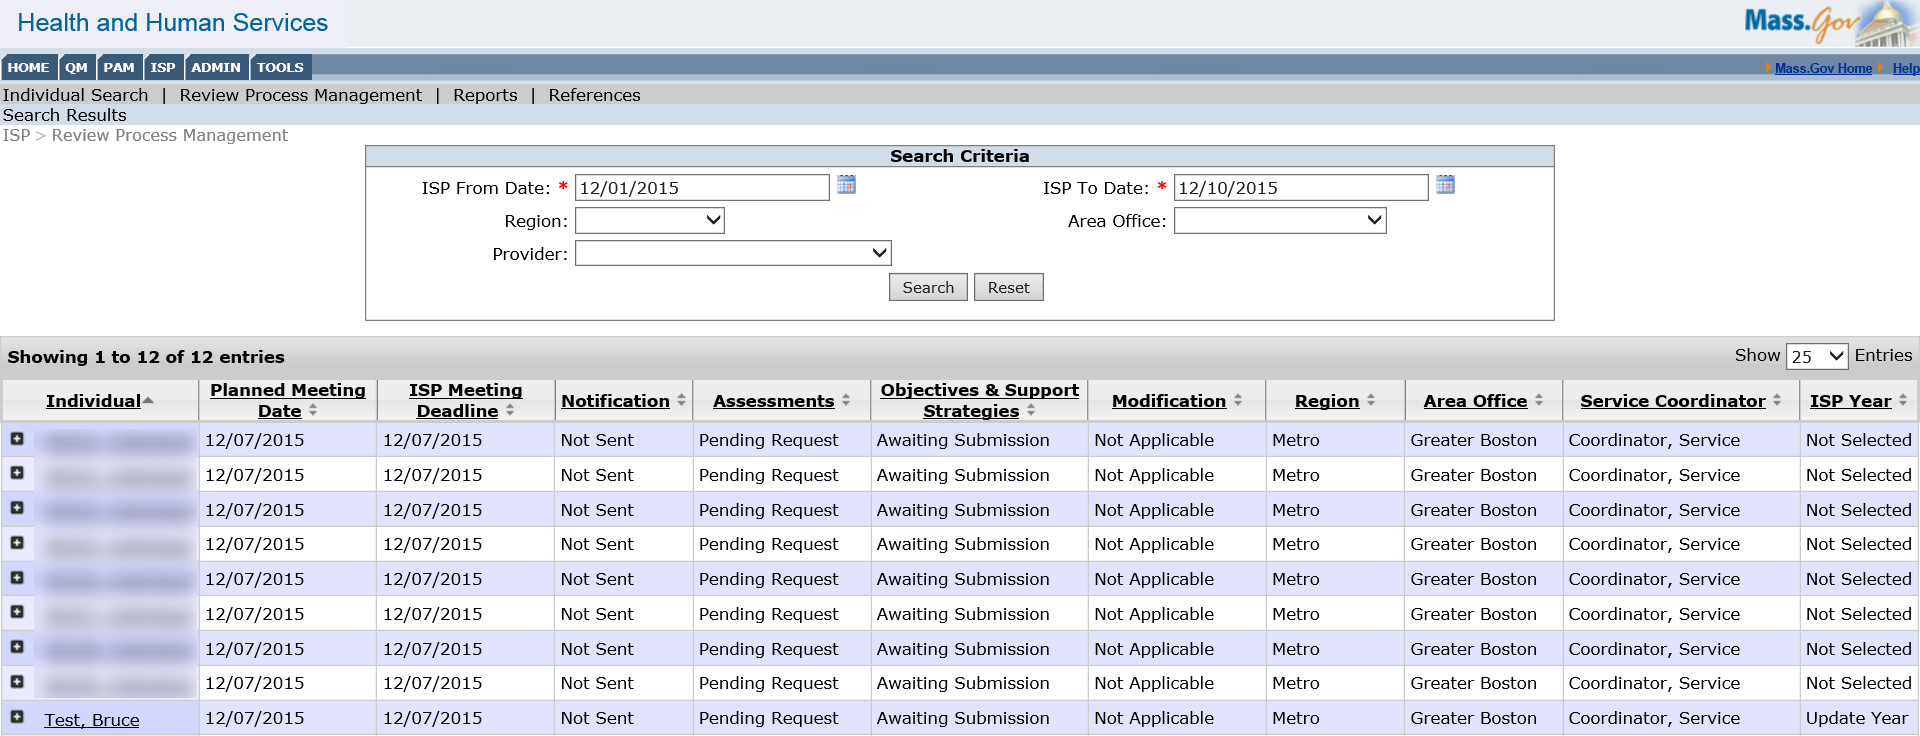 Health and Human Services
Mass.Gov
HOME QM PAM ISP ADMIN TOOLS
Mass.Gov Home Help
Individual Search | Review Process Management | Reports | References
Search Results
ISP > Review Process Management
Search Criteria
ISP From Date: * 12/01/2015 ISP To Date: * 12/10/2015
Region: Area Office:
Provider:
Search Reset
Showing 1 to 12 of 12 entries Show 25 Entries
Individual Planned Meeting Date ISP Meeting Deadline Notification Assessments Objectives & Support Strategies Modification Region Area Office Service Coordinator ISP Year
12/07/2015 12/07/2015 Not Sent Pending Request Awaiting Submission Not Applicable Metro Greater Boston Coordinator, Service Not Selected
12/07/2015 12/07/2015 Not Sent Pending Request Awaiting Submission Not Applicable Metro Greater Boston Coordinator, Service Not Selected
12/07/2015 12/07/2015 Not Sent Pending Request Awaiting Submission Not Applicable Metro Greater Boston Coordinator, Service Not Selected
12/07/2015 12/07/2015 Not Sent Pending Request Awaiting Submission Not Applicable Metro Greater Boston Coordinator, Service Not Selected
12/07/2015 12/07/2015 Not Sent Pending Request Awaiting Submission Not Applicable Metro Greater Boston Coordinator, Service Not Selected
12/07/2015 12/07/2015 Not Sent Pending Request Awaiting Submission Not Applicable Metro Greater Boston Coordinator, Service Not Selected
12/07/2015 12/07/2015 Not Sent Pending Request Awaiting Submission Not Applicable Metro Greater Boston Coordinator, Service Not Selected
12/07/2015 12/07/2015 Not Sent Pending Request Awaiting Submission Not Applicable Metro Greater Boston Coordinator, Service Not Selected
Test, Bruce 12/07/2015 12/07/2015 Not Sent Pending Request Awaiting Submission Not Applicable Metro Greater Boston Coordinator, Service Update Year